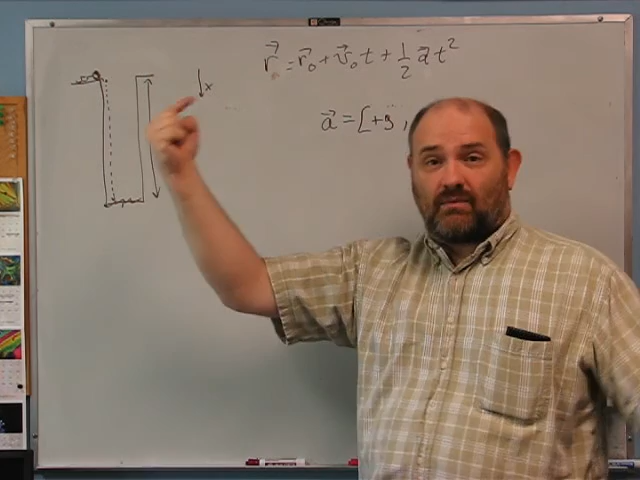 r⃗ = r⃗₀ + v⃗₀ t + ½ a⃗ t²
x
a⃗ = [+g,